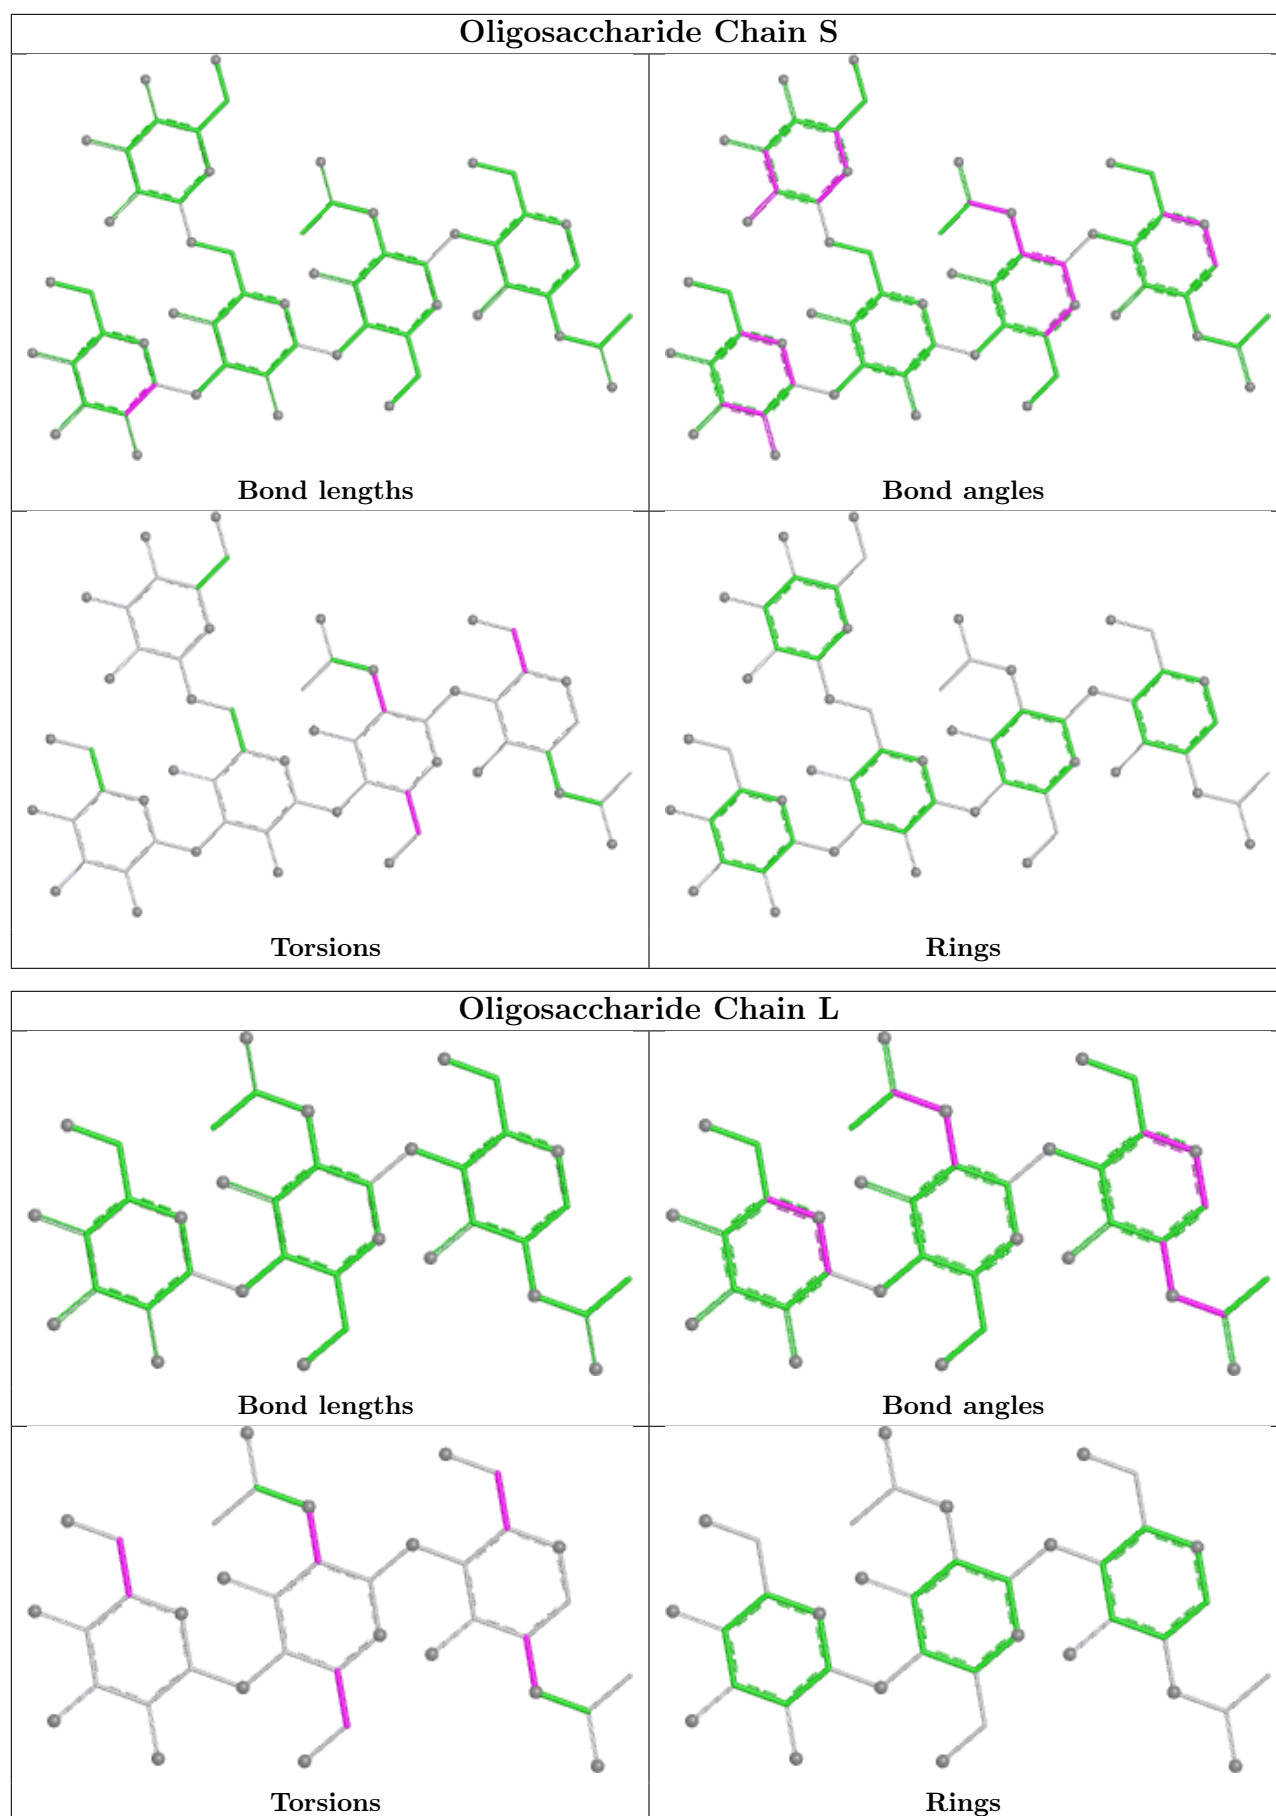 Oligosaccharide Chain S
Bond lengths
Bond angles
Torsions
Rings
Oligosaccharide Chain L
Bond lengths
Bond angles
Torsions
Rings